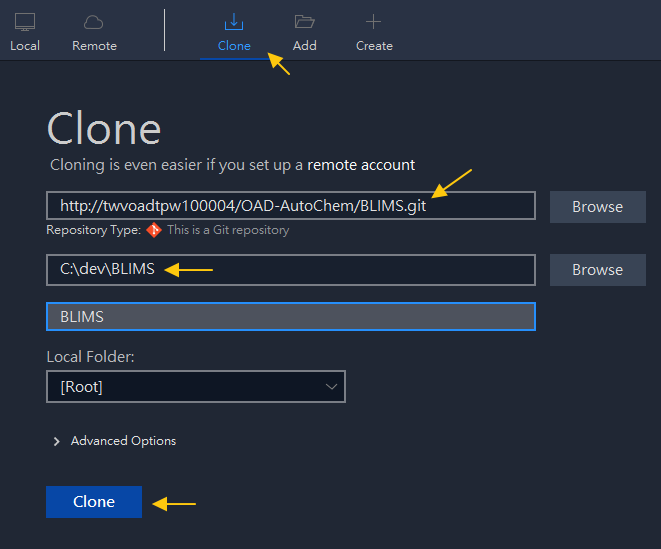 Local Remote Clone Add Create
Clone
Cloning is even easier if you set up a remote account
http://twvoadtpw100004/OAD-AutoChem/BLIMS.git Browse
Repository Type: This is a Git repository
C:\dev\BLIMS Browse
BLIMS
Local Folder:
[Root]
Advanced Options
Clone